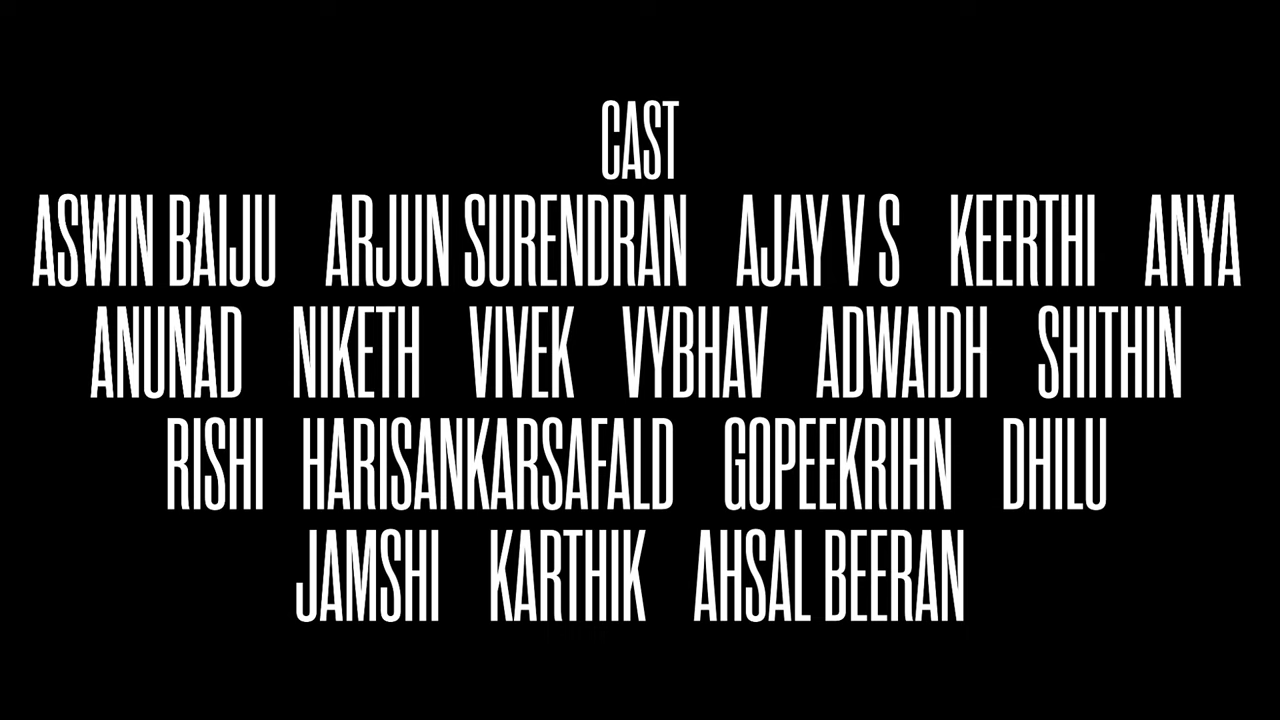 CAST
ASWIN BAIJU ARJUN SURENDRAN AJAY V S KEERTHI ANYA
ANUNAD NIKETH VIVEK VYBHAV ADWAIDH SHITHIN
RISHI HARISANKARSAFALD GOPEEKRIHN DHILU
JAMSHI KARTHIK AHSAL BEERAN